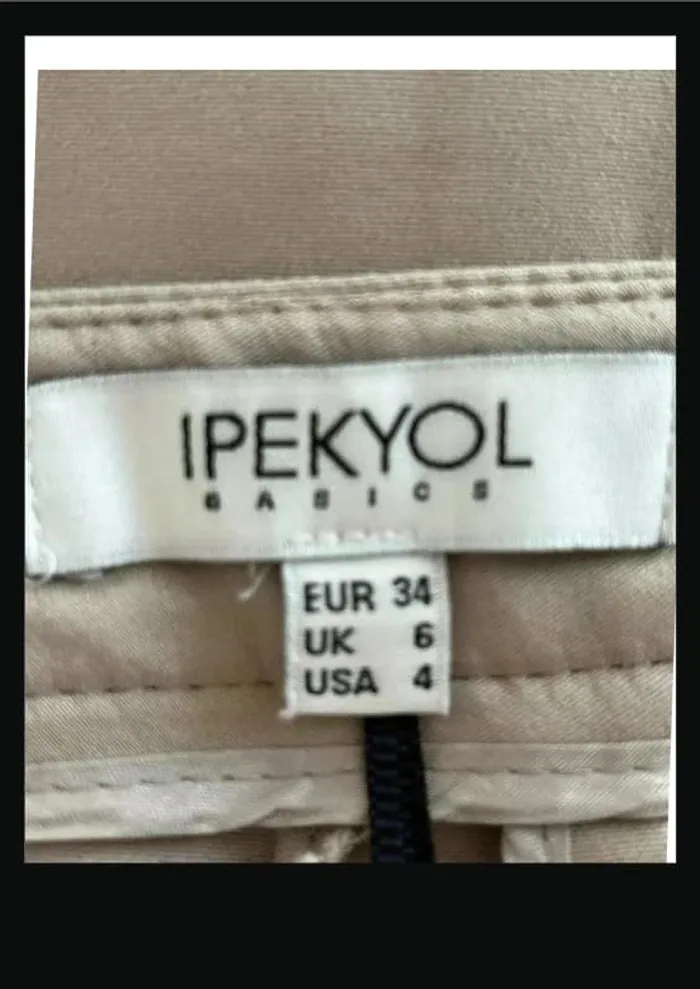 IPEKYOL
BASICS
EUR 34
UK 6
USA 4